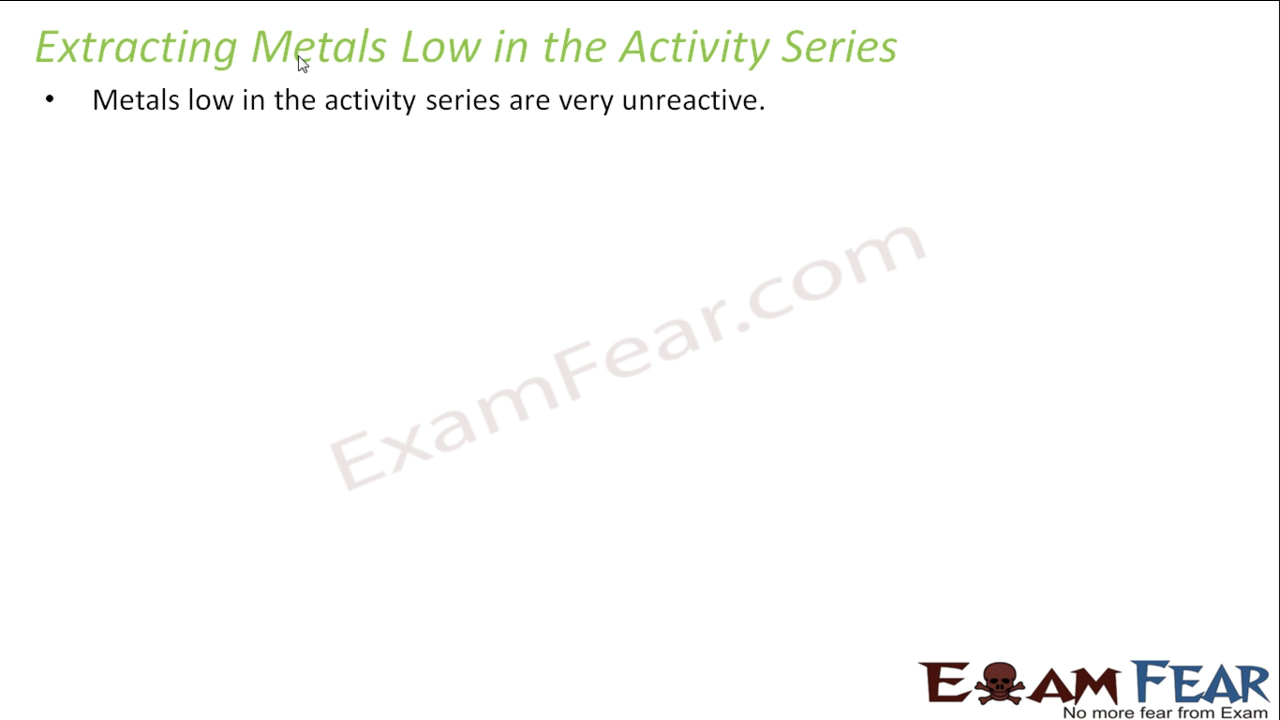 Extracting Metals Low in the Activity Series
• Metals low in the activity series are very unreactive.
ExamFear.com
EXAM FEAR
No more fear from Exam